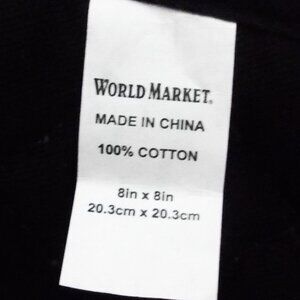 WORLD MARKET.
MADE IN CHINA
100% COTTON
8in x 8in
20.3cm x 20.3cm